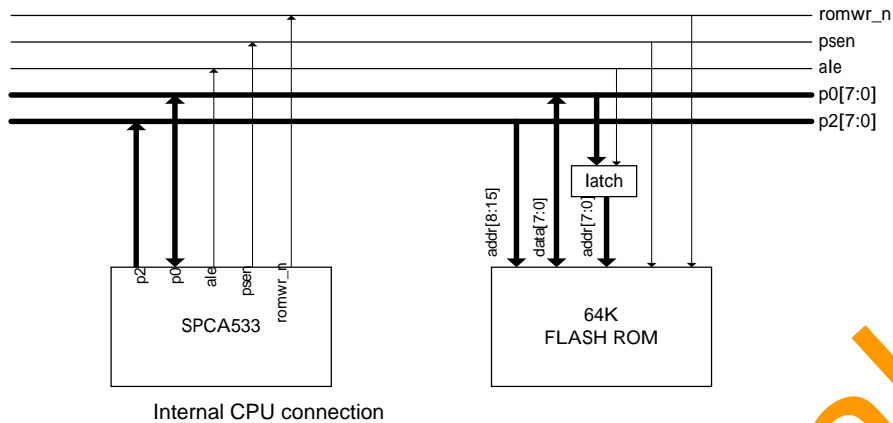 romwr_n
psen
ale
p0[7:0]
p2[7:0]
latch
addr[8:15]
data[7:0]
addr[7:0]
p2
p0
ale
psen
romwr_n
SPCA533
64K
FLASH ROM
Internal CPU connection